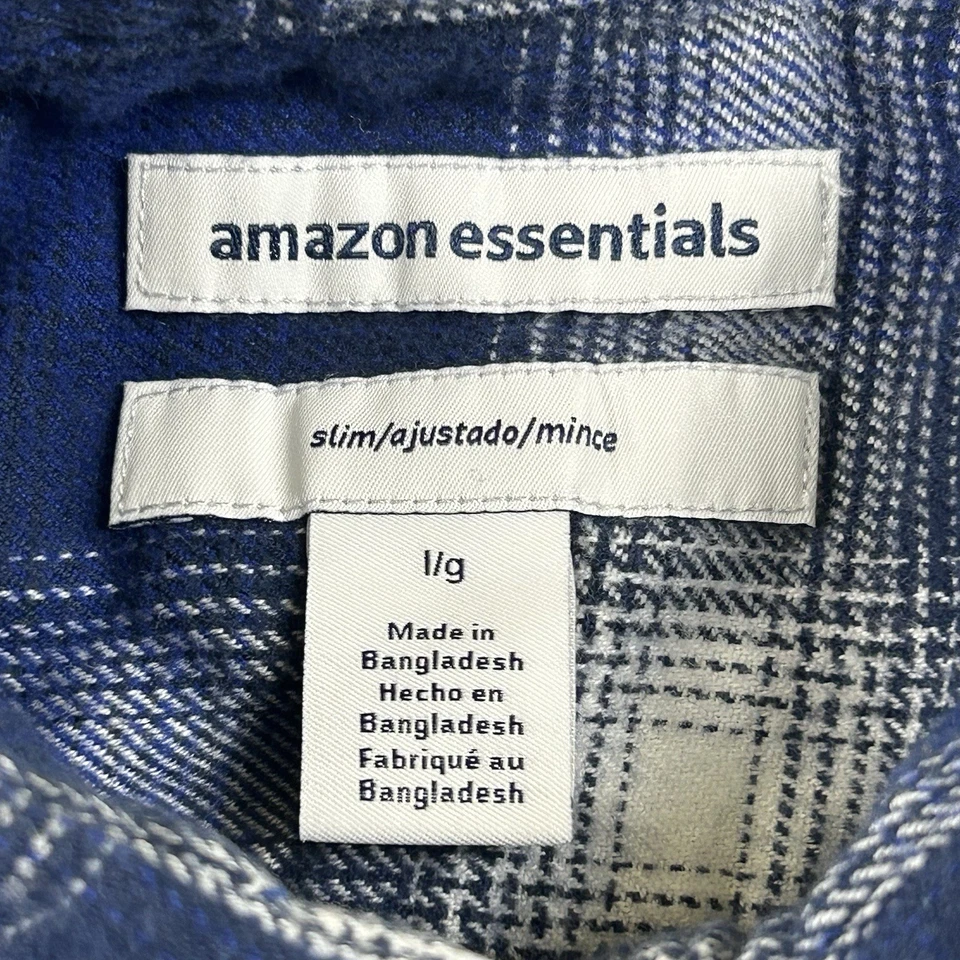 amazon essentials
slim/ajustado/mince
l/g
Made in
Bangladesh
Hecho en
Bangladesh
Fabriqué au
Bangladesh